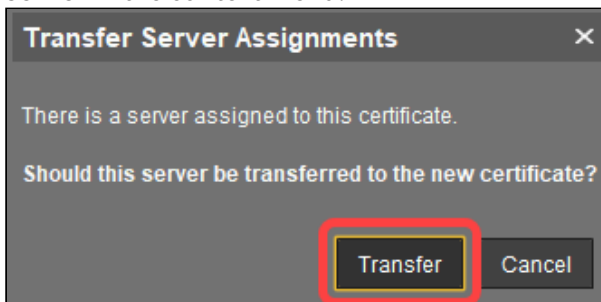 Transfer Server Assignments ×
There is a server assigned to this certificate.
Should this server be transferred to the new certificate?
Transfer Cancel